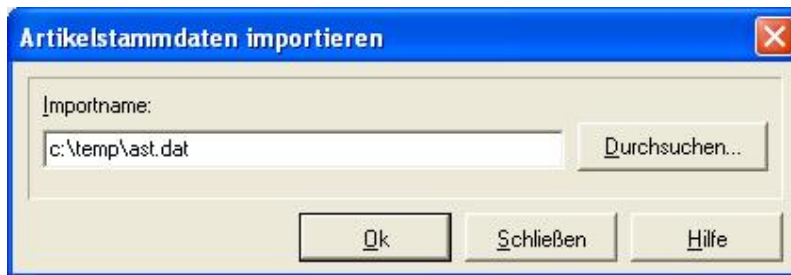 Artikelstammdaten importieren
Importname:
c:\temp\ast.dat
Durchsuchen...
Ok
Schließen
Hilfe